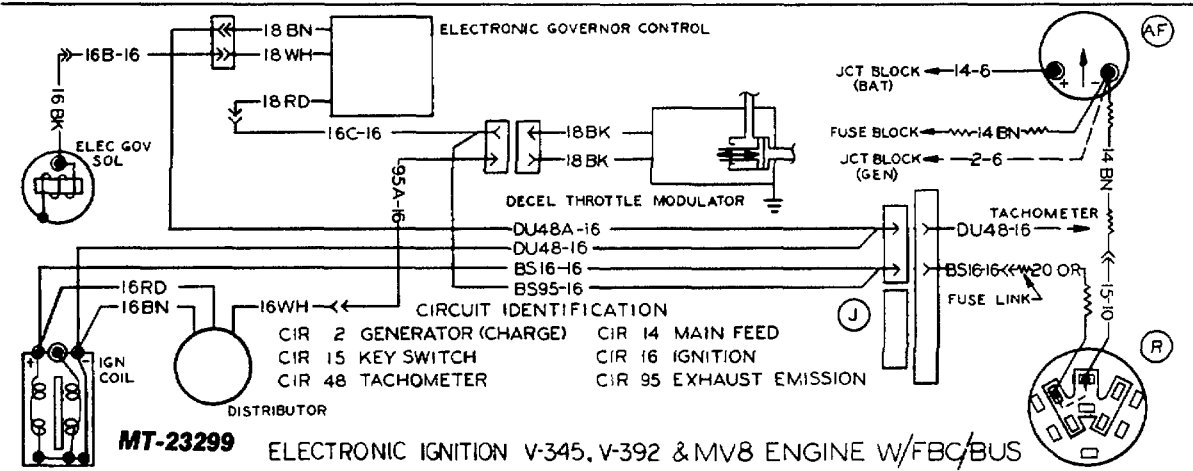 18 BN
ELECTRONIC GOVERNOR CONTROL
AF
16B-16
18 WH
JCT BLOCK
(BAT)
14-6
+ -
16 BK
18RD
16C-16
18BK
FUSE BLOCK
14 BN
ELEC GOV
SOL
18BK
JCT BLOCK
(GEN)
2-6
14 BN
95A-16
DECEL THROTTLE MODULATOR
DU48A-16
TACHOMETER
DU48-16
DU48-16
BS16-16
BS16-16
20 OR
16RD
BS95-16
FUSE LINK
15-10
16BN
16WH
CIRCUIT IDENTIFICATION
J
CIR 2 GENERATOR (CHARGE)
CIR 14 MAIN FEED
R
+ -
IGN
COIL
CIR 15 KEY SWITCH
CIR 16 IGNITION
CIR 48 TACHOMETER
CIR 95 EXHAUST EMISSION
DISTRIBUTOR
MT-23299
ELECTRONIC IGNITION V-345, V-392 & MV8 ENGINE W/FBC/BUS